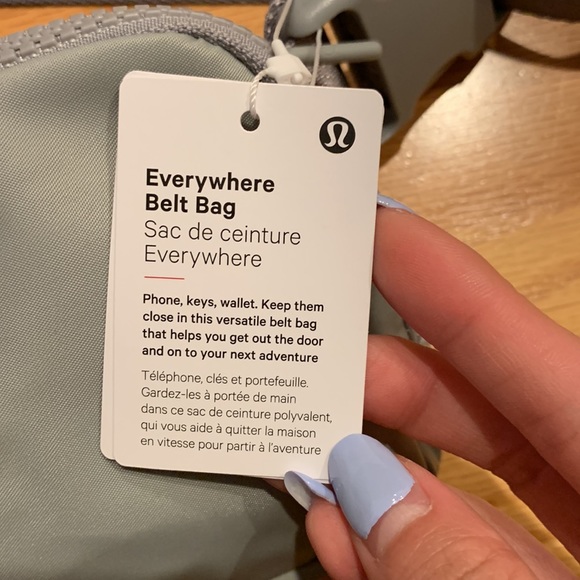 Everywhere
Belt Bag
Sac de ceinture
Everywhere
Phone, keys, wallet. Keep them
close in this versatile belt bag
that helps you get out the door
and on to your next adventure
Téléphone, clés et portefeuille.
Gardez-les à portée de main
dans ce sac de ceinture polyvalent,
qui vous aide à quitter la maison
en vitesse pour partir à l'aventure